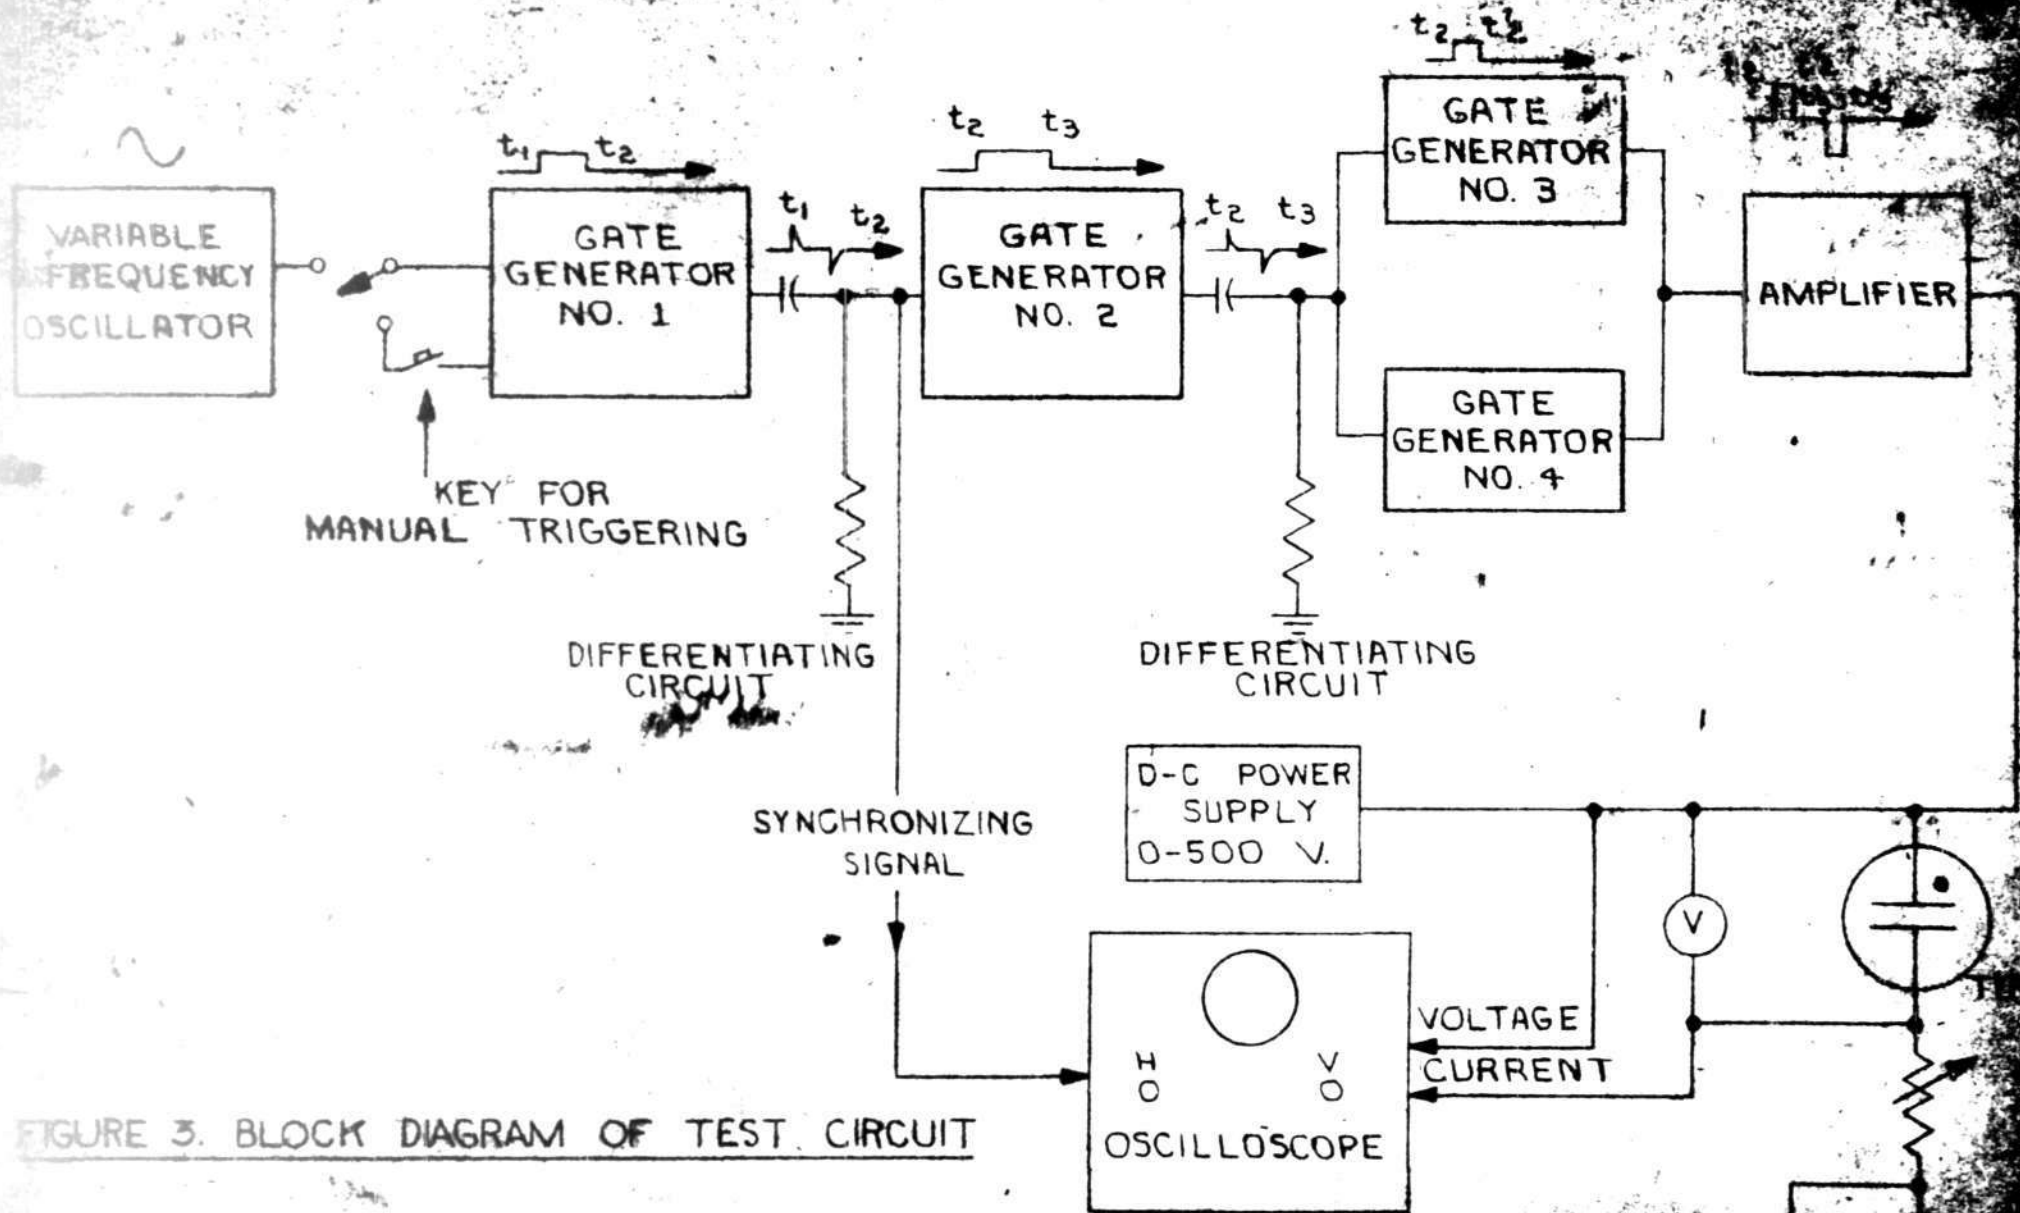 t₂ t₂'
t₁ t₂
t₂ t₃
t₁ t₂
t₂ t₃
VARIABLE
FREQUENCY
OSCILLATOR
GATE
GENERATOR
NO. 1
GATE
GENERATOR
NO. 2
GATE
GENERATOR
NO. 3
AMPLIFIER
GATE
GENERATOR
NO. 4
KEY FOR
MANUAL TRIGGERING
DIFFERENTIATING
CIRCUIT
DIFFERENTIATING
CIRCUIT
SYNCHRONIZING
SIGNAL
D-C POWER
SUPPLY
0-500 V.
V
VOLTAGE
CURRENT
H
V
OSCILLOSCOPE
FIGURE 3. BLOCK DIAGRAM OF TEST CIRCUIT